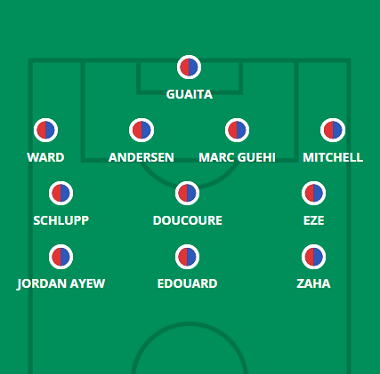 GUAITA
WARD ANDERSEN MARC GUEHI MITCHELL
SCHLUPP DOUCOURE EZE
JORDAN AYEW EDOUARD ZAHA